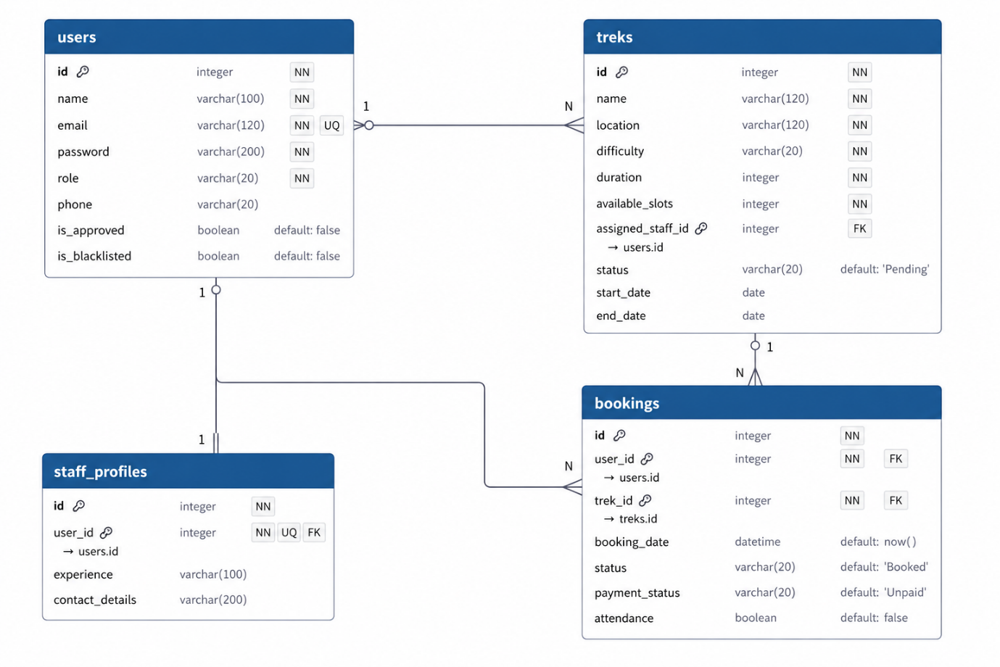 users
id integer NN
name varchar(100) NN
email varchar(120) NN UQ
password varchar(200) NN
role varchar(20) NN
phone varchar(20)
is_approved boolean default: false
is_blacklisted boolean default: false
1 N
treks
id integer NN
name varchar(120) NN
location varchar(120) NN
difficulty varchar(20) NN
duration integer NN
available_slots integer NN
assigned_staff_id integer FK
→ users.id
status varchar(20) default: 'Pending'
start_date date
end_date date
1
1
N
1
N
staff_profiles
id integer NN
user_id integer NN UQ FK
→ users.id
experience varchar(100)
contact_details varchar(200)
bookings
id integer NN
user_id integer NN FK
→ users.id
trek_id integer NN FK
→ treks.id
booking_date datetime default: now()
status varchar(20) default: 'Booked'
payment_status varchar(20) default: 'Unpaid'
attendance boolean default: false